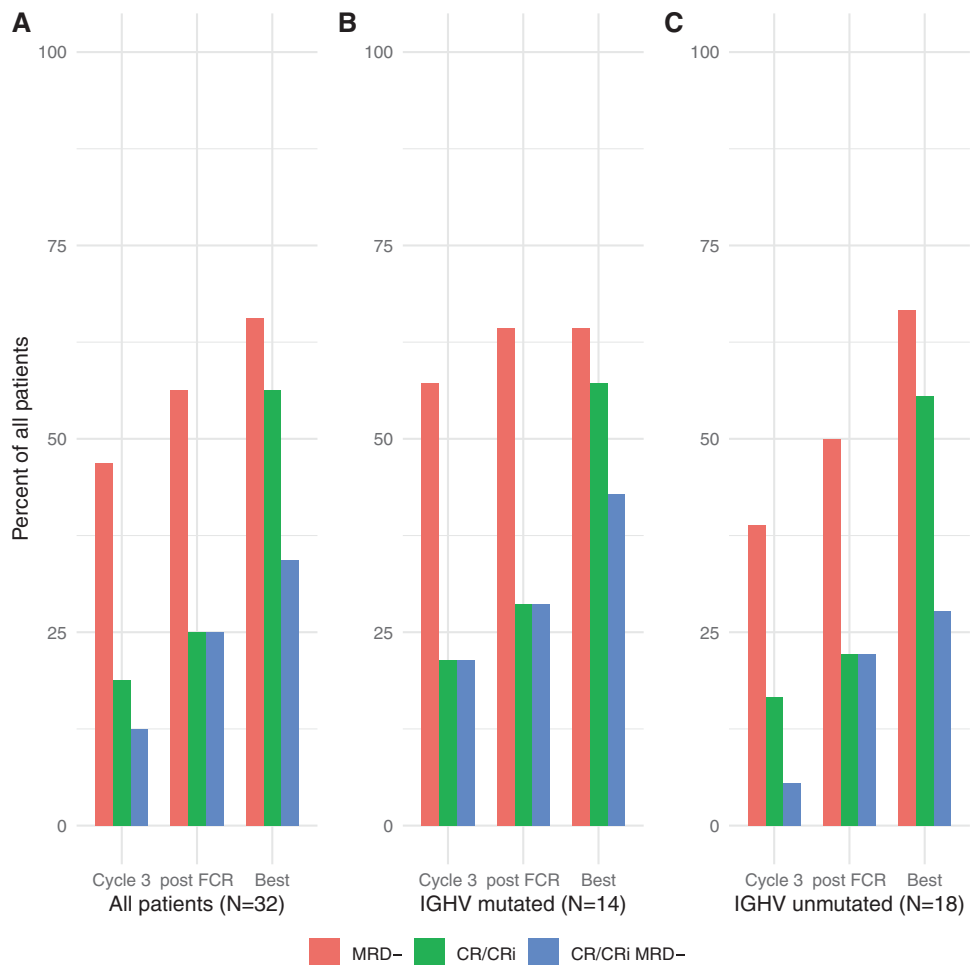 A
B
C
Percent of all patients
100
75
50
25
0
100
75
50
25
0
100
75
50
25
0
Cycle 3 post FCR Best
All patients (N=32)
Cycle 3 post FCR Best
IGHV mutated (N=14)
Cycle 3 post FCR Best
IGHV unmutated (N=18)
MRD− CR/CRi CR/CRi MRD−